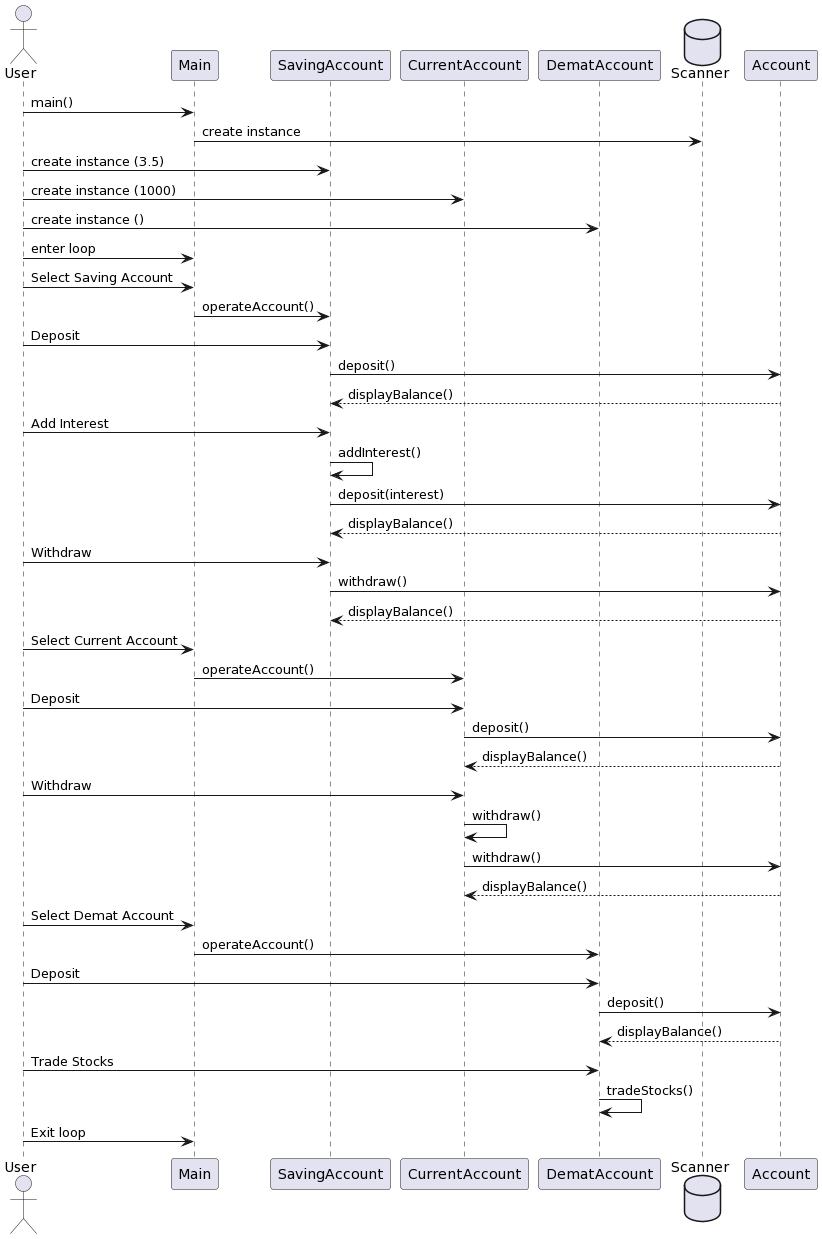 User
Main
SavingAccount
CurrentAccount
DematAccount
Scanner
Account
main()
create instance
create instance (3.5)
create instance (1000)
create instance ()
enter loop
Select Saving Account
operateAccount()
Deposit
deposit()
displayBalance()
Add Interest
addInterest()
deposit(interest)
displayBalance()
Withdraw
withdraw()
displayBalance()
Select Current Account
operateAccount()
Deposit
deposit()
displayBalance()
Withdraw
withdraw()
withdraw()
displayBalance()
Select Demat Account
operateAccount()
Deposit
deposit()
displayBalance()
Trade Stocks
tradeStocks()
Exit loop
User
Main
SavingAccount
CurrentAccount
DematAccount
Scanner
Account